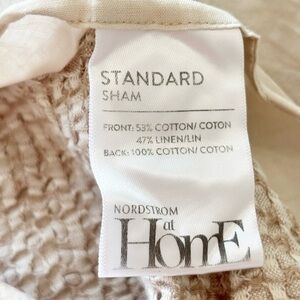 STANDARD
SHAM
FRONT: 53% COTTON/ COTON
47% LINEN/LIN
BACK: 100% COTTON/ COTON
NORDSTROM
at
HomE